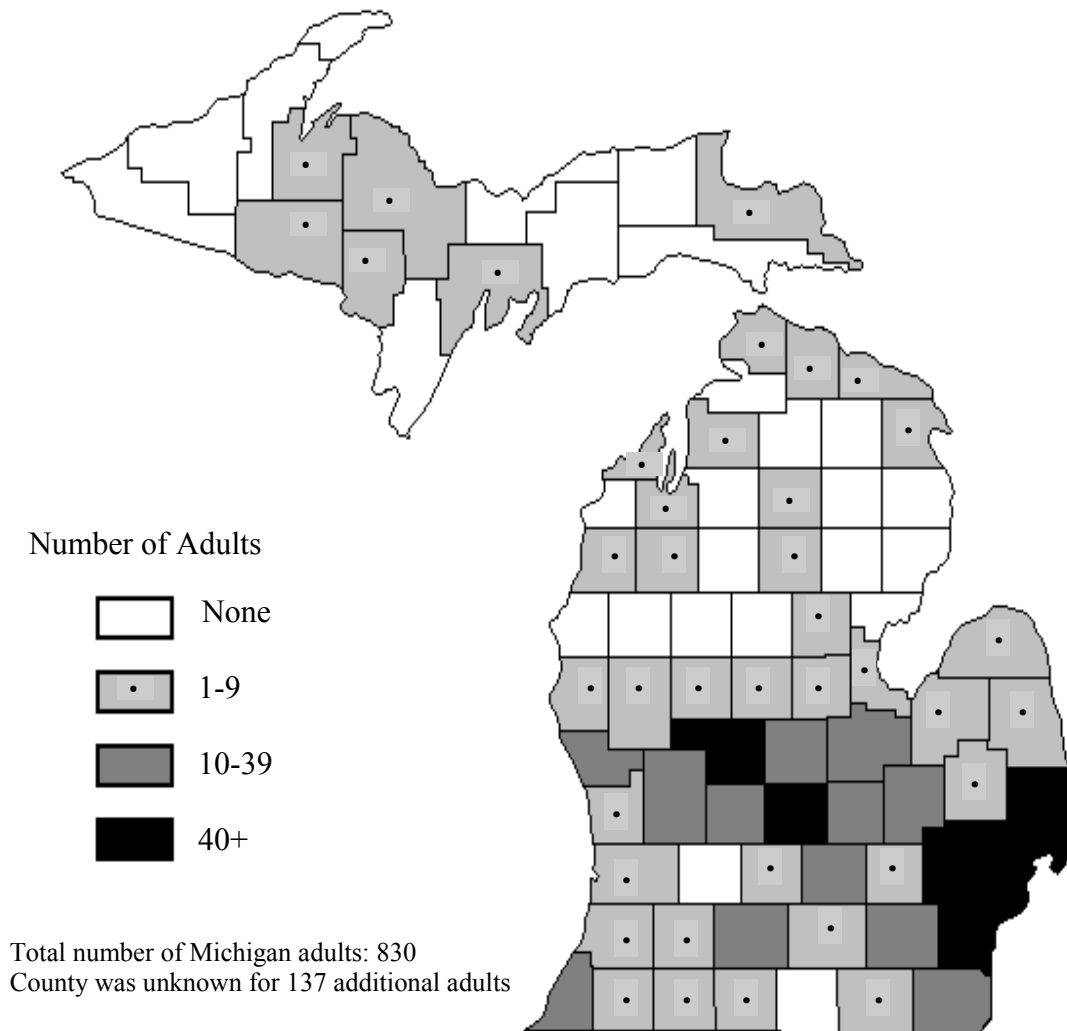 Number of Adults
None
1-9
10-39
40+
Total number of Michigan adults: 830
County was unknown for 137 additional adults